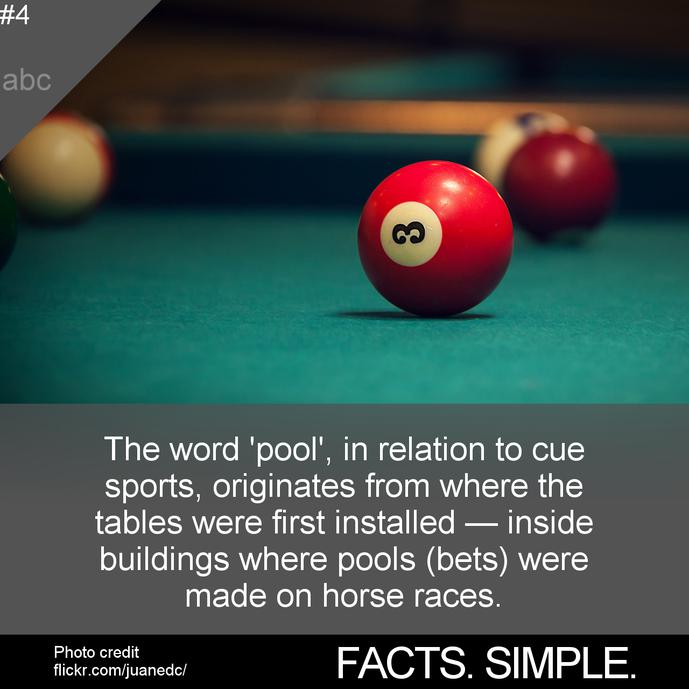 #4
abc
3
The word 'pool', in relation to cue
sports, originates from where the
tables were first installed — inside
buildings where pools (bets) were
made on horse races.
Photo credit
flickr.com/juanedc/
FACTS. SIMPLE.